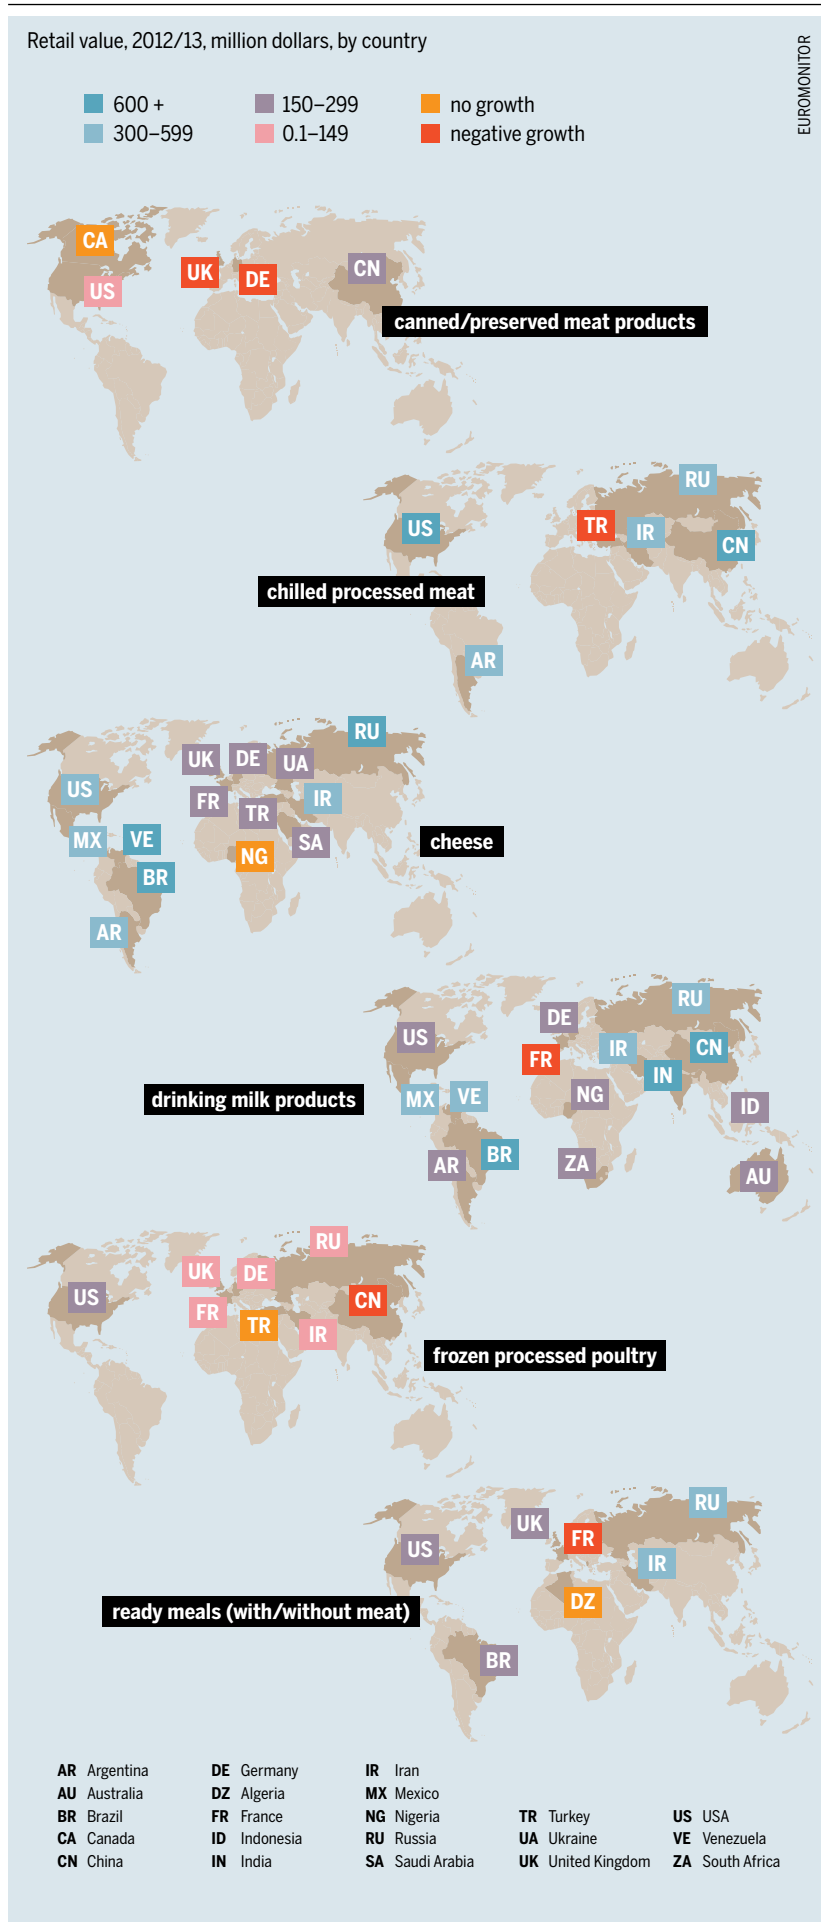 Retail value, 2012/13, million dollars, by country
EUROMONITOR
600 +
150–299
no growth
300–599
0.1–149
negative growth
CA
US
UK
DE
CN
canned/preserved meat products
RU
US
TR
IR
CN
chilled processed meat
AR
RU
UK
DE
UA
US
FR
TR
IR
MX
VE
SA
cheese
NG
BR
AR
RU
DE
US
FR
IR
CN
IN
drinking milk products
MX
VE
NG
ID
BR
AR
ZA
AU
RU
UK
DE
US
CN
FR
TR
IR
frozen processed poultry
RU
UK
FR
US
IR
DZ
ready meals (with/without meat)
BR
AR Argentina
AU Australia
BR Brazil
CA Canada
CN China
DE Germany
DZ Algeria
FR France
ID Indonesia
IN India
IR Iran
MX Mexico
NG Nigeria
RU Russia
SA Saudi Arabia
TR Turkey
UA Ukraine
UK United Kingdom
US USA
VE Venezuela
ZA South Africa